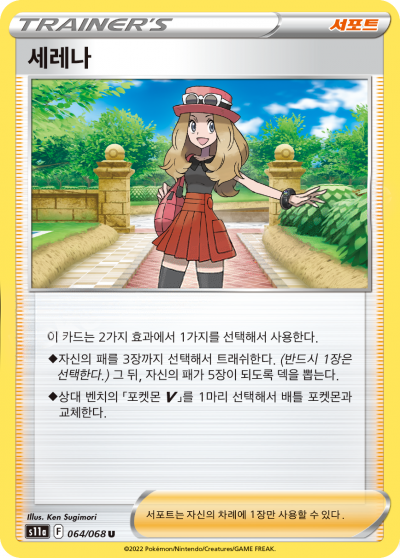 TRAINER'S 서포트
세레나
이 카드는 2가지 효과에서 1가지를 선택해서 사용한다.
◆자신의 패를 3장까지 선택해서 트래쉬한다. (반드시 1장은
선택한다.) 그 뒤, 자신의 패가 5장이 되도록 덱을 뽑는다.
◆상대 벤치의 「포켓몬 V」를 1마리 선택해서 배틀 포켓몬과
교체한다.
Illus. Ken Sugimori
s11a F 064/068 U
서포트는 자신의 차례에 1장만 사용할 수 있다.
©2022 Pokémon/Nintendo/Creatures/GAME FREAK.